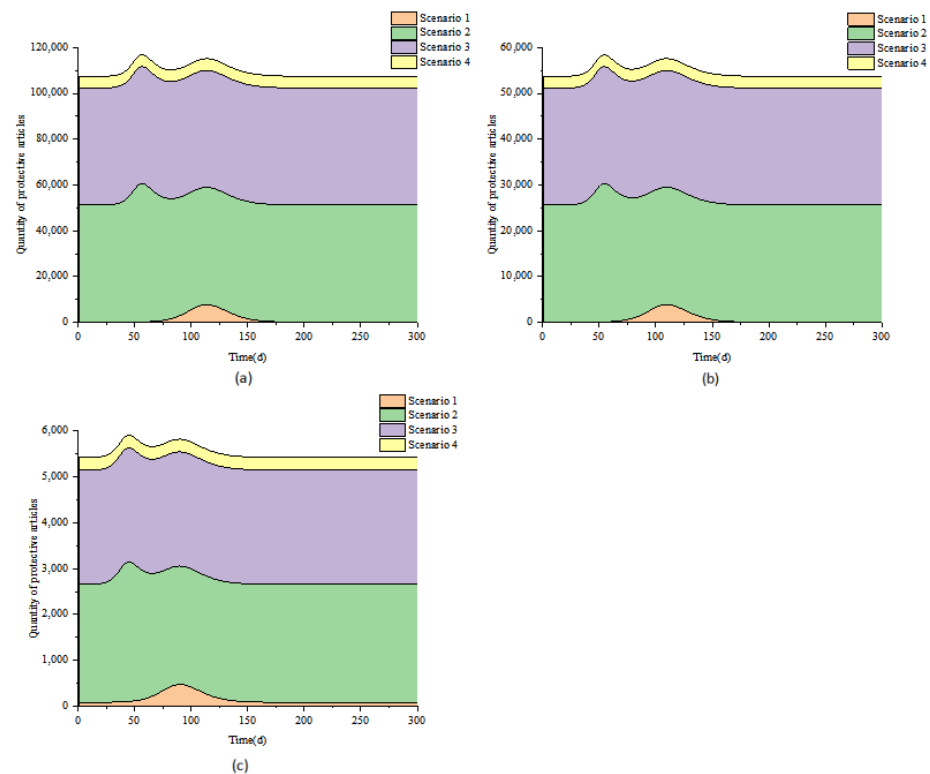 Scenario 1
Scenario 2
Scenario 3
Scenario 4
120,000
100,000
80,000
60,000
40,000
20,000
0
Quantity of protective articles
0 50 100 150 200 250 300
Time(d)
(a)
Scenario 1
Scenario 2
Scenario 3
Scenario 4
60,000
50,000
40,000
30,000
20,000
10,000
0
Quantity of protective articles
0 50 100 150 200 250 300
Time(d)
(b)
Scenario 1
Scenario 2
Scenario 3
Scenario 4
6,000
5,000
4,000
3,000
2,000
1,000
0
Quantity of protective articles
0 50 100 150 200 250 300
Time(d)
(c)